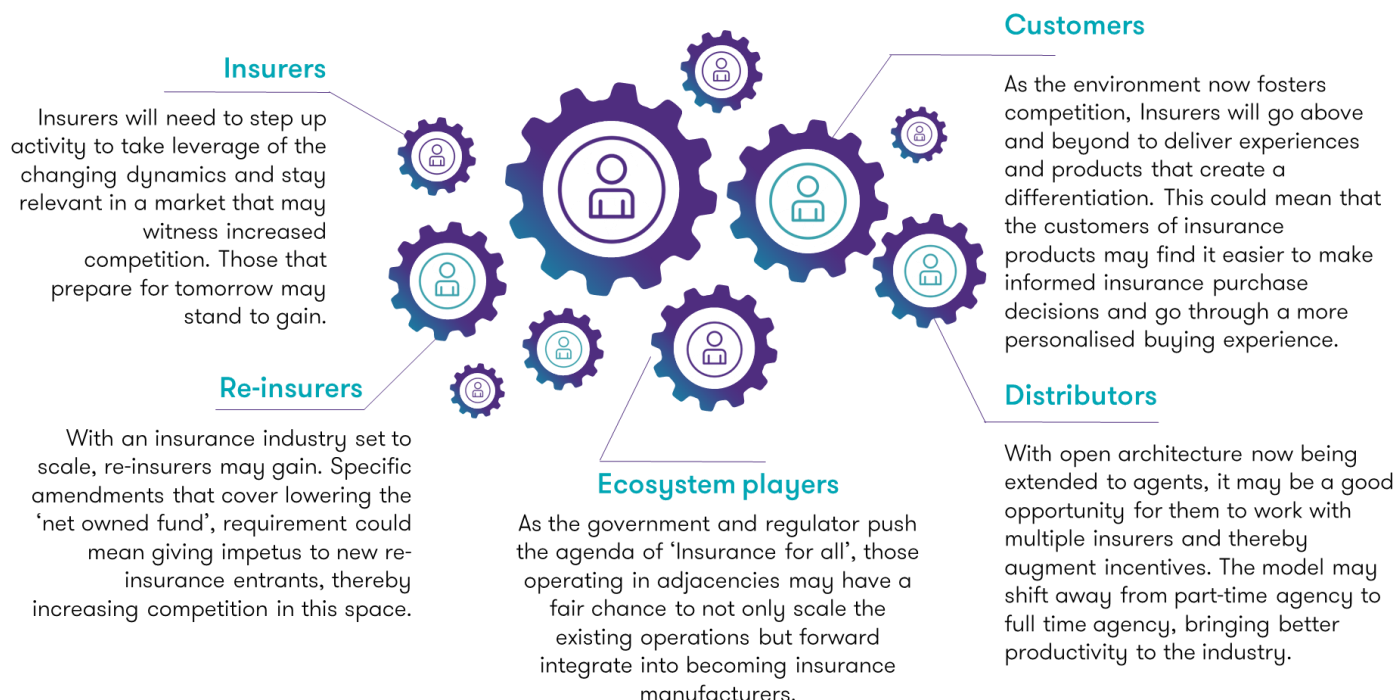 Insurers
Insurers will need to step up
activity to take leverage of the
changing dynamics and stay
relevant in a market that may
witness increased
competition. Those that
prepare for tomorrow may
stand to gain.
Re-insurers
With an insurance industry set to
scale, re-insurers may gain. Specific
amendments that cover lowering the
‘net owned fund’, requirement could
mean giving impetus to new re-
insurance entrants, thereby
increasing competition in this space.
Ecosystem players
As the government and regulator push
the agenda of ‘Insurance for all’, those
operating in adjacencies may have a
fair chance to not only scale the
existing operations but forward
integrate into becoming insurance
manufacturers.
Customers
As the environment now fosters
competition, Insurers will go above
and beyond to deliver experiences
and products that create a
differentiation. This could mean that
the customers of insurance
products may find it easier to make
informed insurance purchase
decisions and go through a more
personalised buying experience.
Distributors
With open architecture now being
extended to agents, it may be a good
opportunity for them to work with
multiple insurers and thereby
augment incentives. The model may
shift away from part-time agency to
full time agency, bringing better
productivity to the industry.